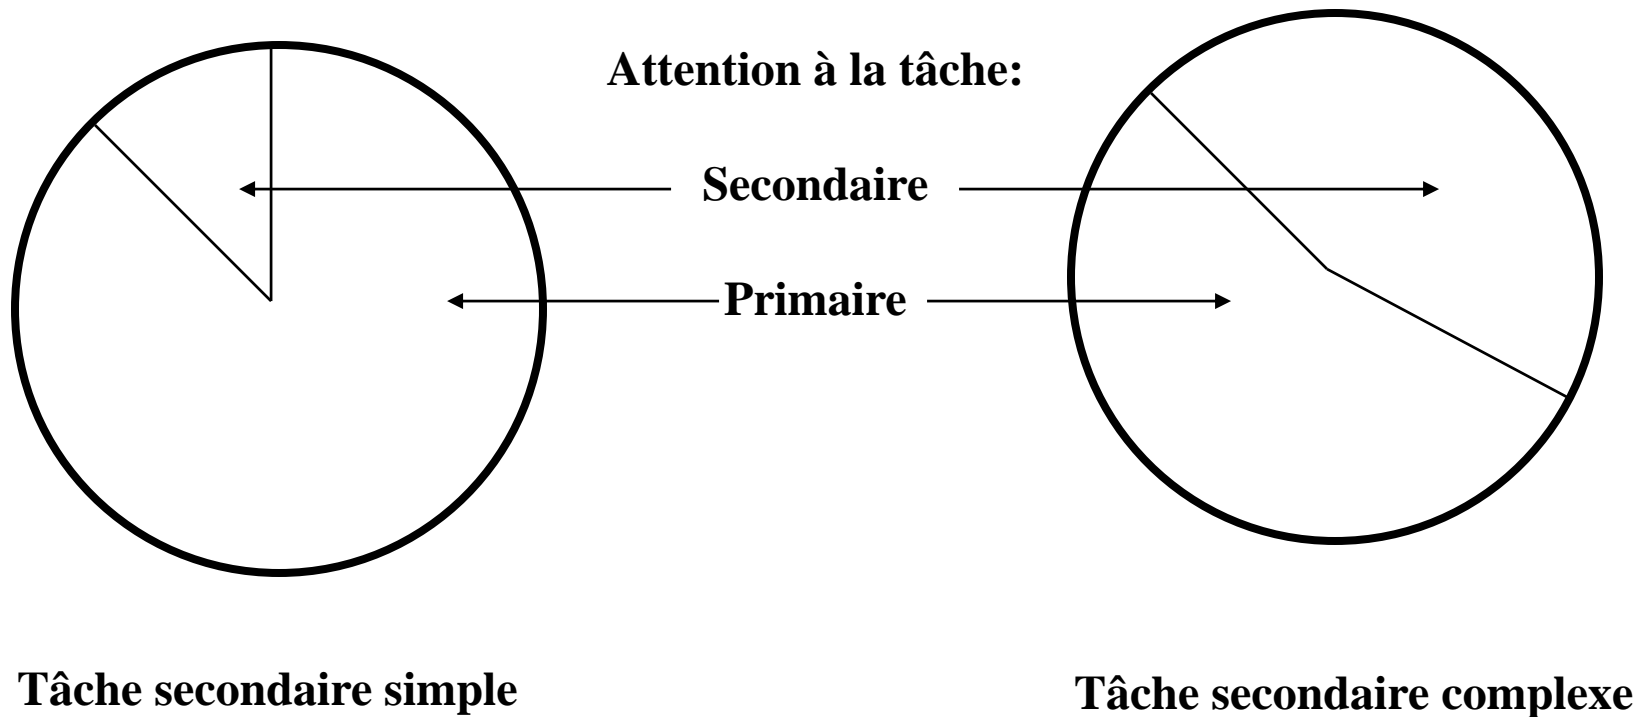 Attention à la tâche:
Secondaire
Primaire
Tâche secondaire simple
Tâche secondaire complexe